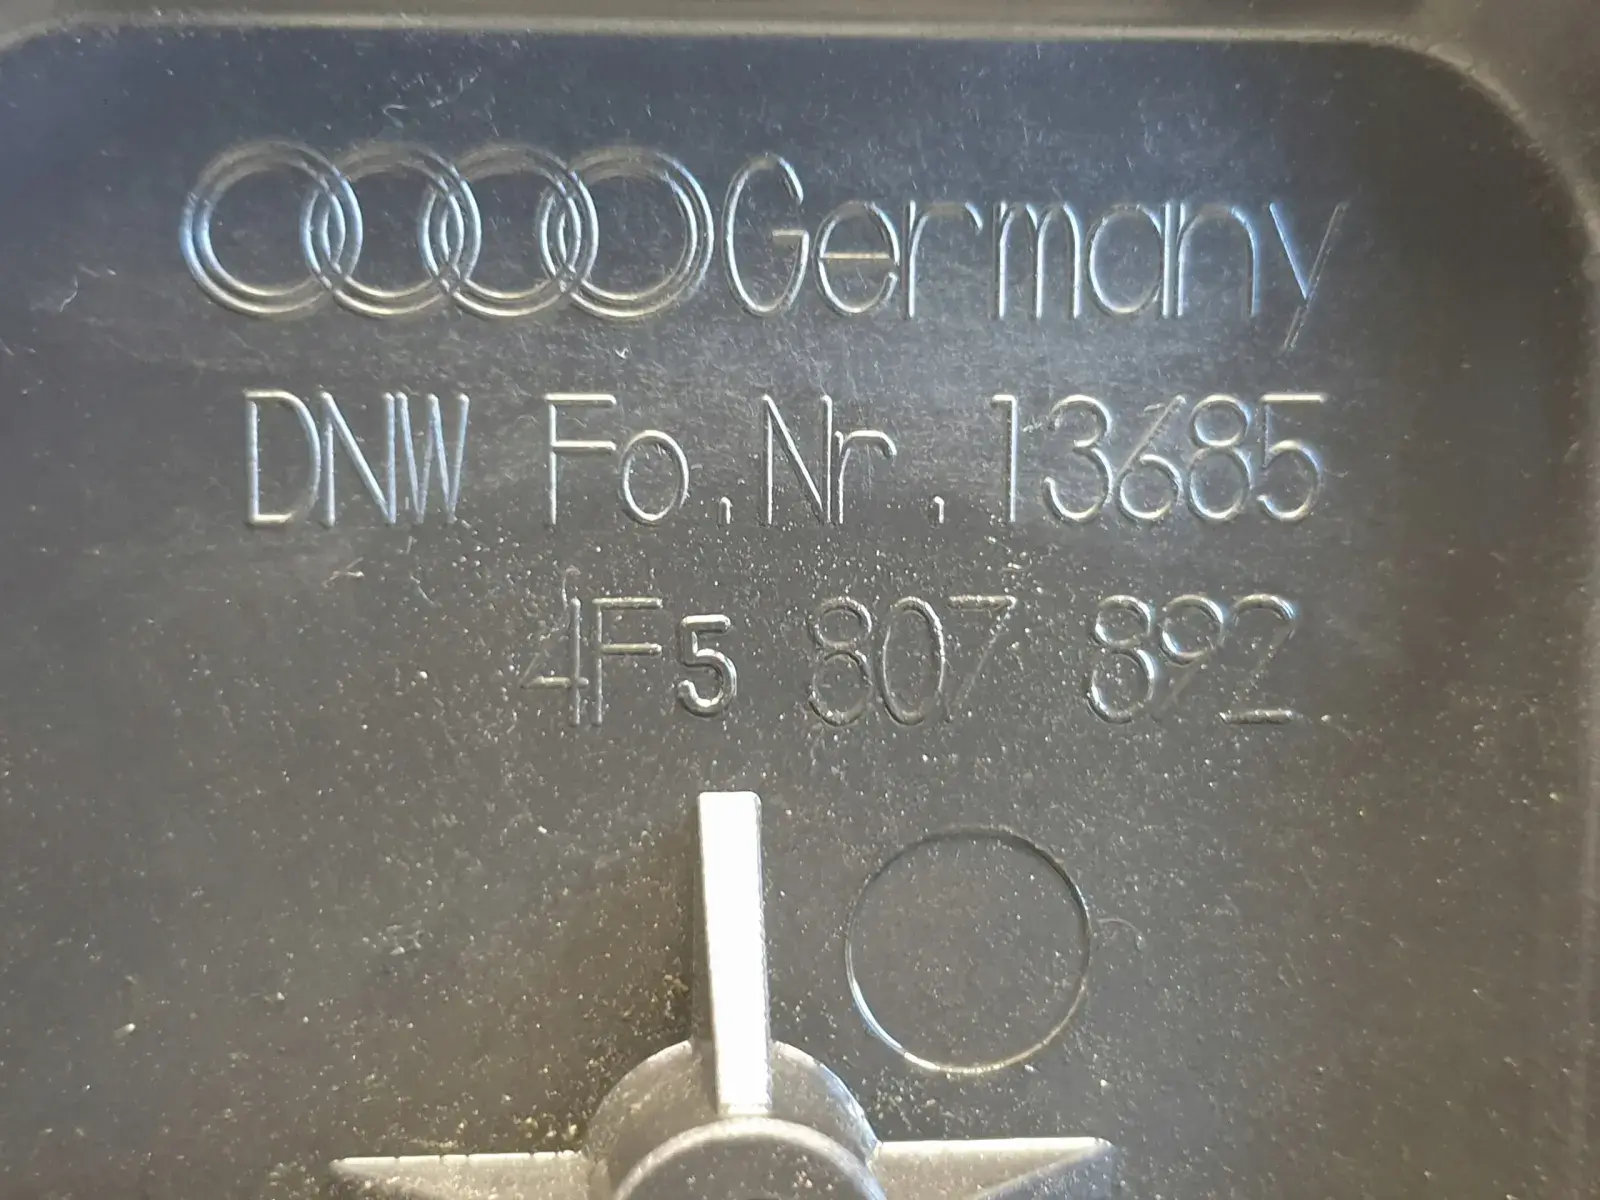 Germany
DNW Fo.Nr.13685
4F5 807 892